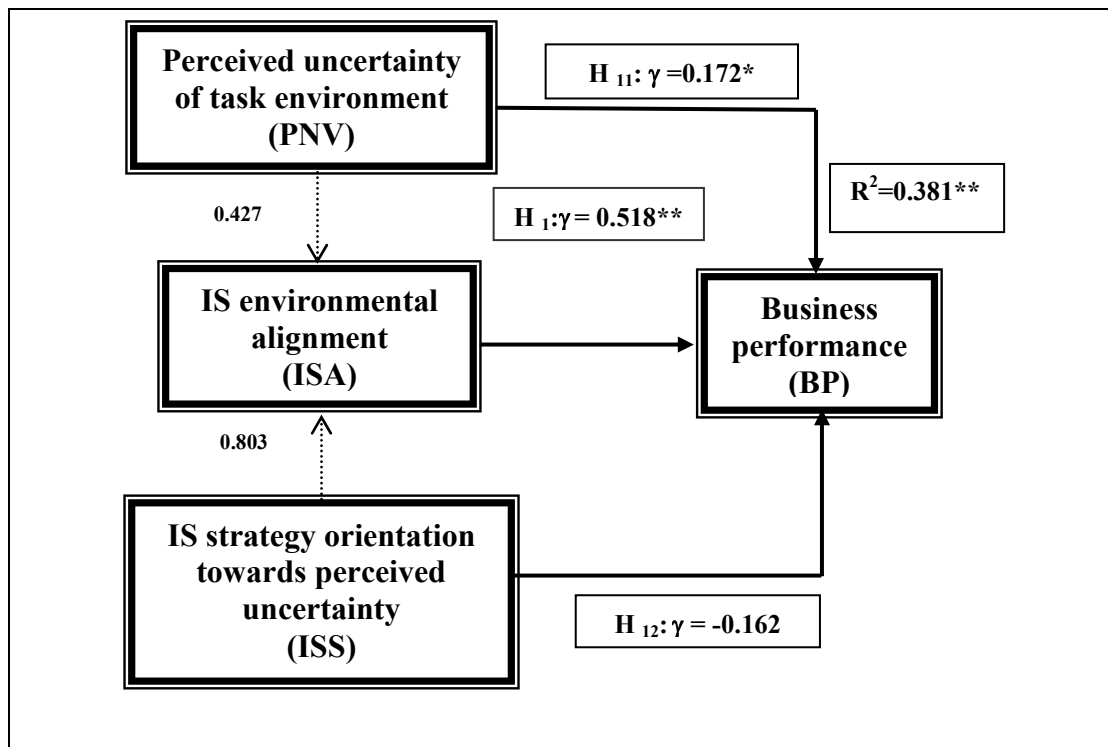 Perceived uncertainty
of task environment
(PNV)
H 11: γ =0.172*
R²=0.381**
0.427
H 1:γ = 0.518**
IS environmental
alignment
(ISA)
Business
performance
(BP)
0.803
IS strategy orientation
towards perceived
uncertainty
(ISS)
H 12: γ = -0.162